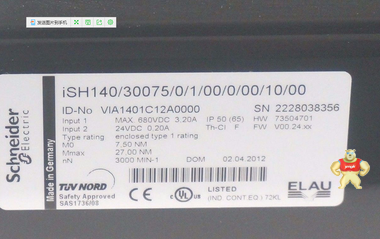 发送图片到手机
Schneider
Electric
Made in Germany
iSH140/30075/0/1/00/0/00/10/00
ID-No VIA1401C12A0000 SN 2228038356
Input 1 MAX. 680VDC 3.20A IP 50 (65) HW 73504701
Input 2 24VDC 0.20A Th-Cl F FW V00.24.xx
Type rating enclosed type 1 rating
M0 7.50 NM
Mmax 27.00 NM
nN 3000 MIN-1 DOM 02.04.2012
TÜV NORD
Safety Approved
SAS1736/08
CE
C UL US
LISTED
(IND. CONT. EQ.) 72KL
ELAU